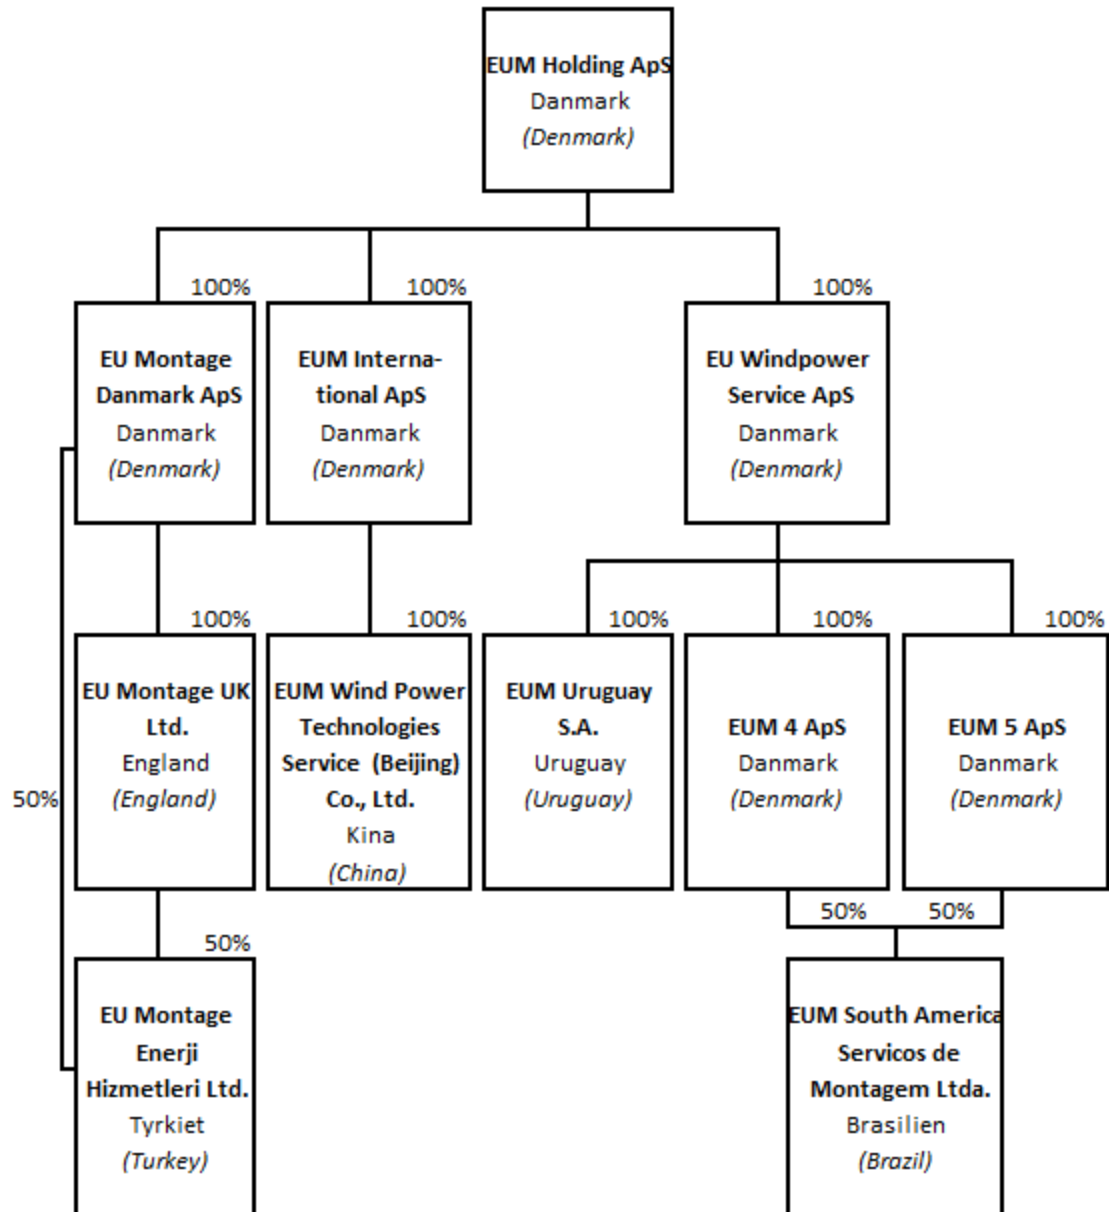 EUM Holding ApS
Danmark
(Denmark)
100%
100%
100%
EU Montage
Danmark ApS
Danmark
(Denmark)
EUM Interna-
tional ApS
Danmark
(Denmark)
EU Windpower
Service ApS
Danmark
(Denmark)
100%
100%
100%
100%
100%
EU Montage UK
Ltd.
England
(England)
EUM Wind Power
Technologies
Service (Beijing)
Co., Ltd.
Kina
(China)
EUM Uruguay
S.A.
Uruguay
(Uruguay)
EUM 4 ApS
Danmark
(Denmark)
EUM 5 ApS
Danmark
(Denmark)
50%
50%
50%
50%
EU Montage
Enerji
Hizmetleri Ltd.
Tyrkiet
(Turkey)
EUM South America
Servicos de
Montagem Ltda.
Brasilien
(Brazil)